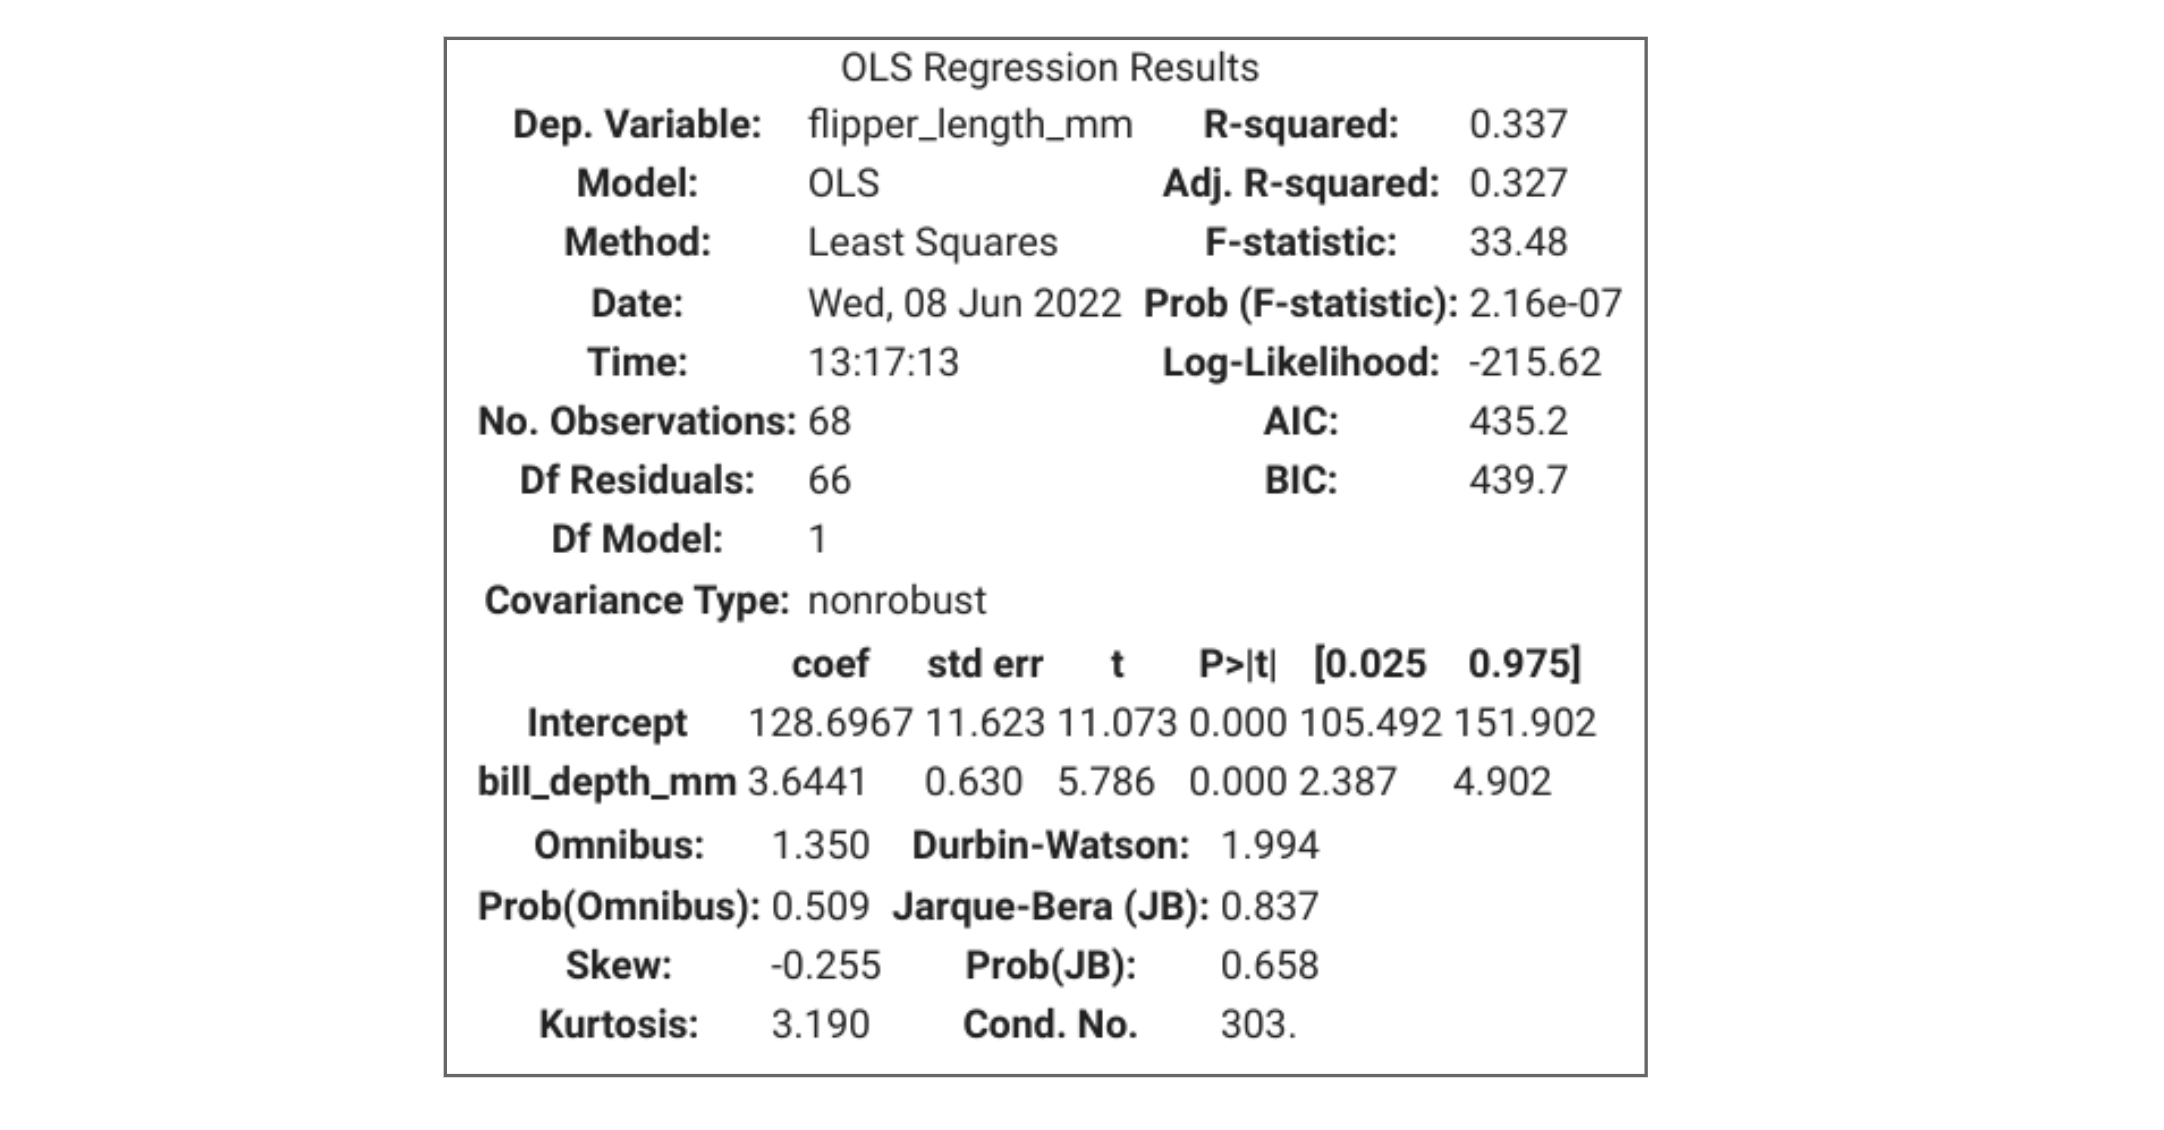 OLS Regression Results
Dep. Variable: flipper_length_mm R-squared: 0.337
Model: OLS Adj. R-squared: 0.327
Method: Least Squares F-statistic: 33.48
Date: Wed, 08 Jun 2022 Prob (F-statistic): 2.16e-07
Time: 13:17:13 Log-Likelihood: -215.62
No. Observations: 68 AIC: 435.2
Df Residuals: 66 BIC: 439.7
Df Model: 1
Covariance Type: nonrobust
coef std err t P>|t| [0.025 0.975]
Intercept 128.6967 11.623 11.073 0.000 105.492 151.902
bill_depth_mm 3.6441 0.630 5.786 0.000 2.387 4.902
Omnibus: 1.350 Durbin-Watson: 1.994
Prob(Omnibus): 0.509 Jarque-Bera (JB): 0.837
Skew: -0.255 Prob(JB): 0.658
Kurtosis: 3.190 Cond. No. 303.